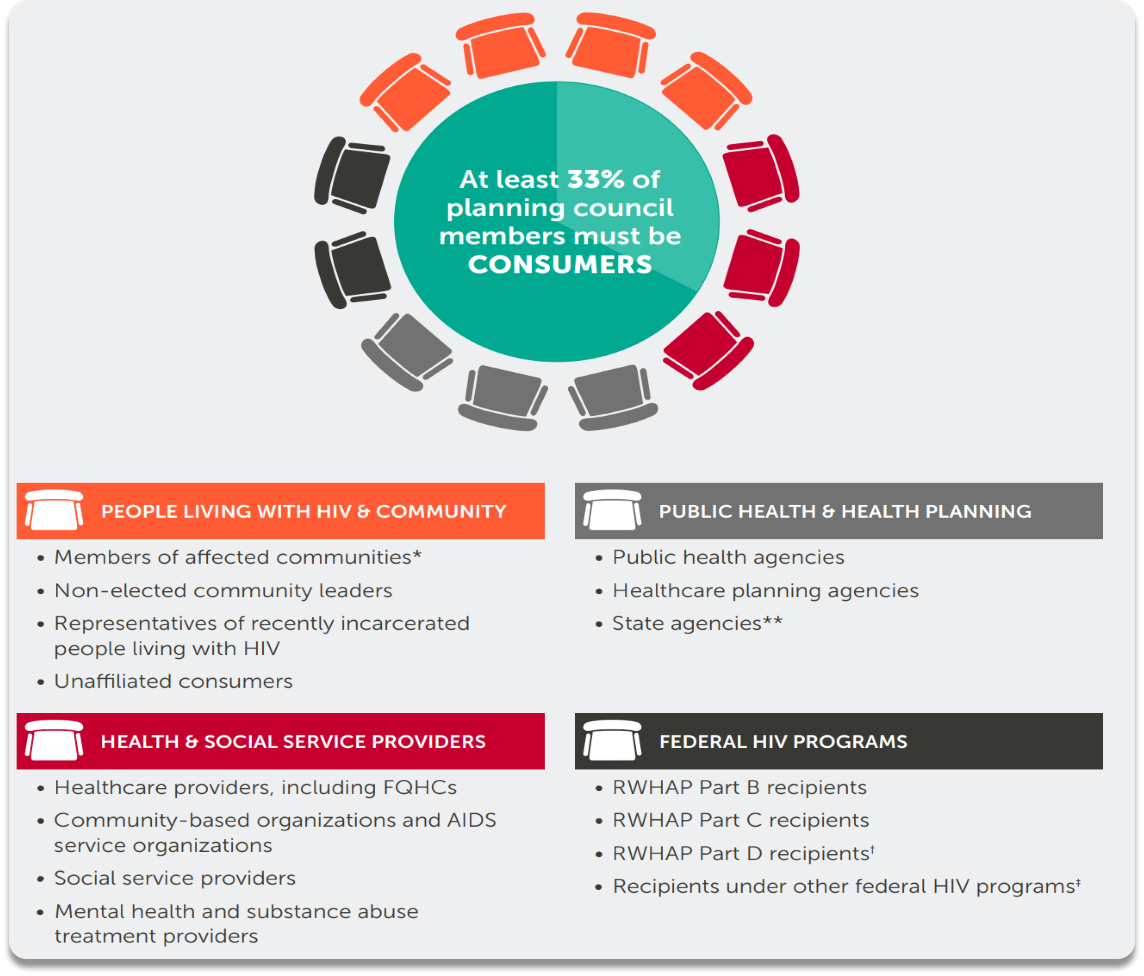 At least 33% of
planning council
members must be
CONSUMERS
PEOPLE LIVING WITH HIV & COMMUNITY
• Members of affected communities*
• Non-elected community leaders
• Representatives of recently incarcerated
people living with HIV
• Unaffiliated consumers
PUBLIC HEALTH & HEALTH PLANNING
• Public health agencies
• Healthcare planning agencies
• State agencies**
HEALTH & SOCIAL SERVICE PROVIDERS
• Healthcare providers, including FQHCs
• Community-based organizations and AIDS
service organizations
• Social service providers
• Mental health and substance abuse
treatment providers
FEDERAL HIV PROGRAMS
• RWHAP Part B recipients
• RWHAP Part C recipients
• RWHAP Part D recipients†
• Recipients under other federal HIV programs‡